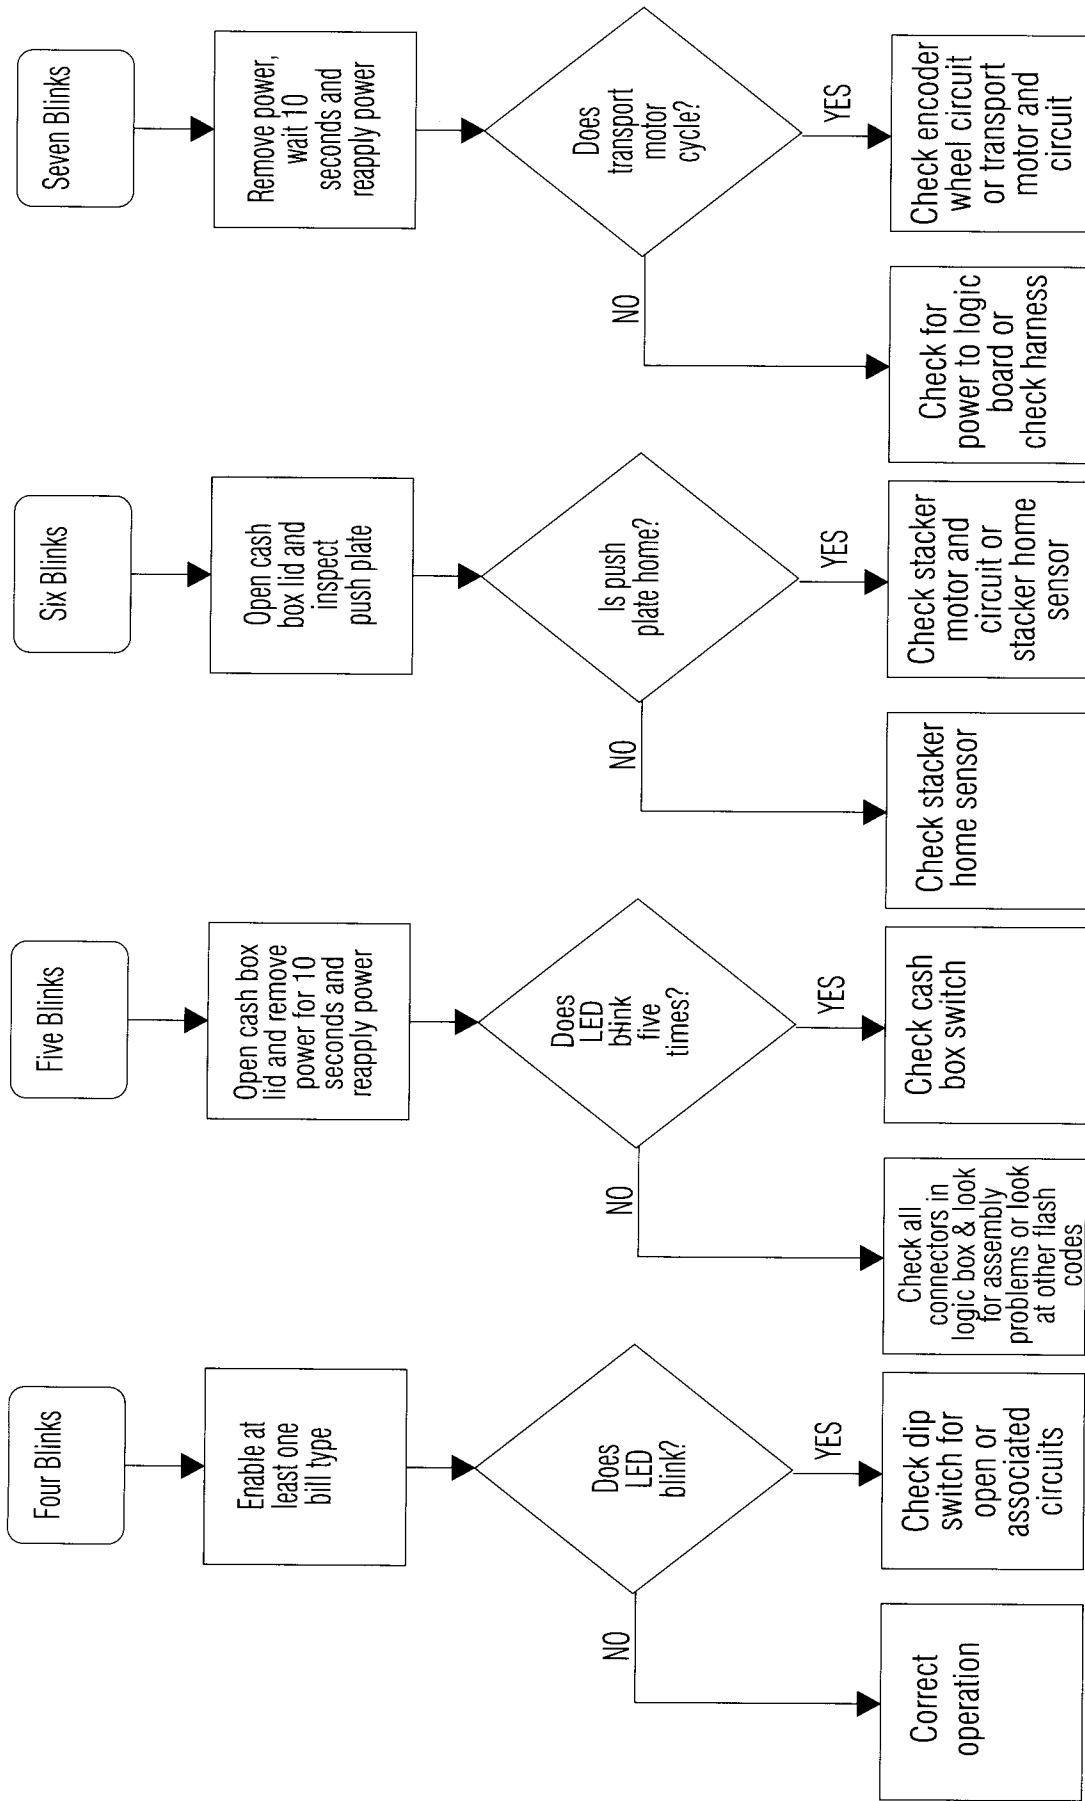 Four Blinks
Enable at
least one
bill type
Does
LED
blink?
NO
YES
Correct
operation
Check dip
switch for
open or
associated
circuits
Five Blinks
Open cash box
lid and remove
power for 10
seconds and
reapply power
Does
LED
blink
five
times?
NO
YES
Check all
connectors in
logic box & look
for assembly
problems or look
at other flash
codes
Check cash
box switch
Six Blinks
Open cash
box lid and
inspect
push plate
Is push
plate home?
NO
YES
Check stacker
home sensor
Check stacker
motor and
circuit or
stacker home
sensor
Seven Blinks
Remove power,
wait 10
seconds and
reapply power
Does
transport
motor
cycle?
NO
YES
Check for
power to logic
board or
check harness
Check encoder
wheel circuit
or transport
motor and
circuit